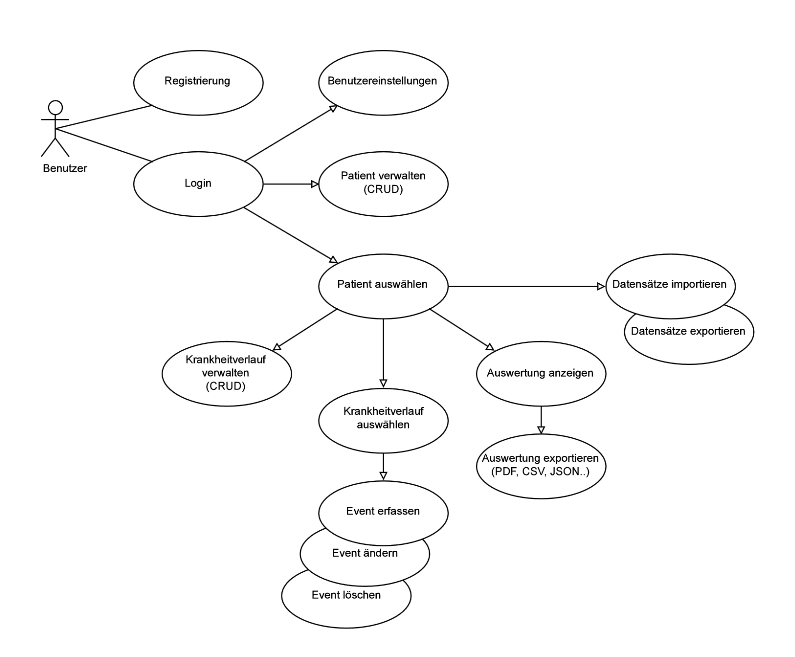 Registrierung
Benutzereinstellungen
Benutzer
Login
Patient verwalten
(CRUD)
Patient auswählen
Datensätze importieren
Datensätze exportieren
Krankheitverlauf
verwalten
(CRUD)
Krankheitverlauf
auswählen
Auswertung anzeigen
Auswertung exportieren
(PDF, CSV, JSON..)
Event erfassen
Event ändern
Event löschen